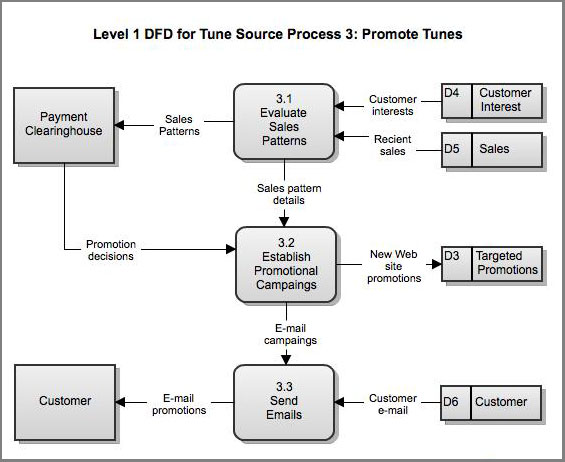 Level 1 DFD for Tune Source Process 3: Promote Tunes
Payment
Clearinghouse
Sales
Patterns
3.1
Evaluate
Sales
Patterns
Customer
interests
D4
Customer
Interest
Recient
sales
D5
Sales
Sales pattern
details
Promotion
decisions
3.2
Establish
Promotional
Campaings
New Web
site
promotions
D3
Targeted
Promotions
E-mail
campaings
Customer
E-mail
promotions
3.3
Send
Emails
Customer
e-mail
D6
Customer